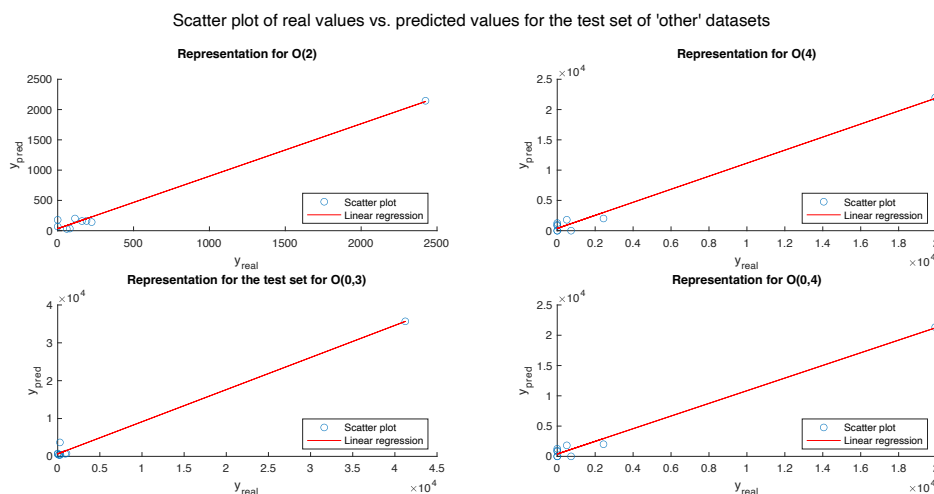 Scatter plot of real values vs. predicted values for the test set of 'other' datasets
Representation for O(2)
2500
2000
1500
1000
500
0
y_pred
Scatter plot
Linear regression
0 500 1000 1500 2000 2500
y_real
Representation for O(4)
×10^4
2.5
2
1.5
1
0.5
0
y_pred
Scatter plot
Linear regression
0 0.2 0.4 0.6 0.8 1 1.2 1.4 1.6 1.8 2
y_real
×10^4
Representation for the test set for O(0,3)
×10^4
4
3
2
1
0
y_pred
Scatter plot
Linear regression
0 0.5 1 1.5 2 2.5 3 3.5 4 4.5
y_real
×10^4
Representation for O(0,4)
×10^4
2.5
2
1.5
1
0.5
0
y_pred
Scatter plot
Linear regression
0 0.2 0.4 0.6 0.8 1 1.2 1.4 1.6 1.8 2
y_real
×10^4